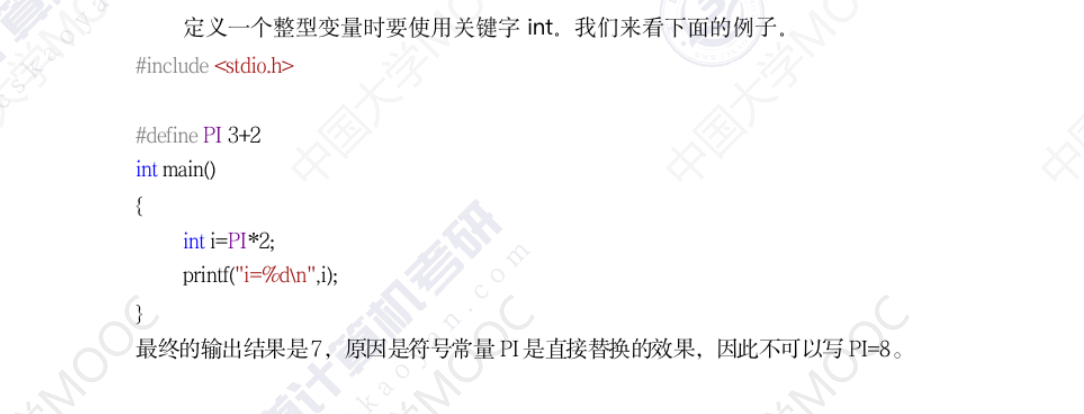 定义一个整型变量时要使用关键字 int。我们来看下面的例子。
#include <stdio.h>
#define PI 3+2
int main()
{
int i=PI*2;
printf("i=%d\n",i);
}
最终的输出结果是7，原因是符号常量 PI 是直接替换的效果，因此不可以写 PI=8。